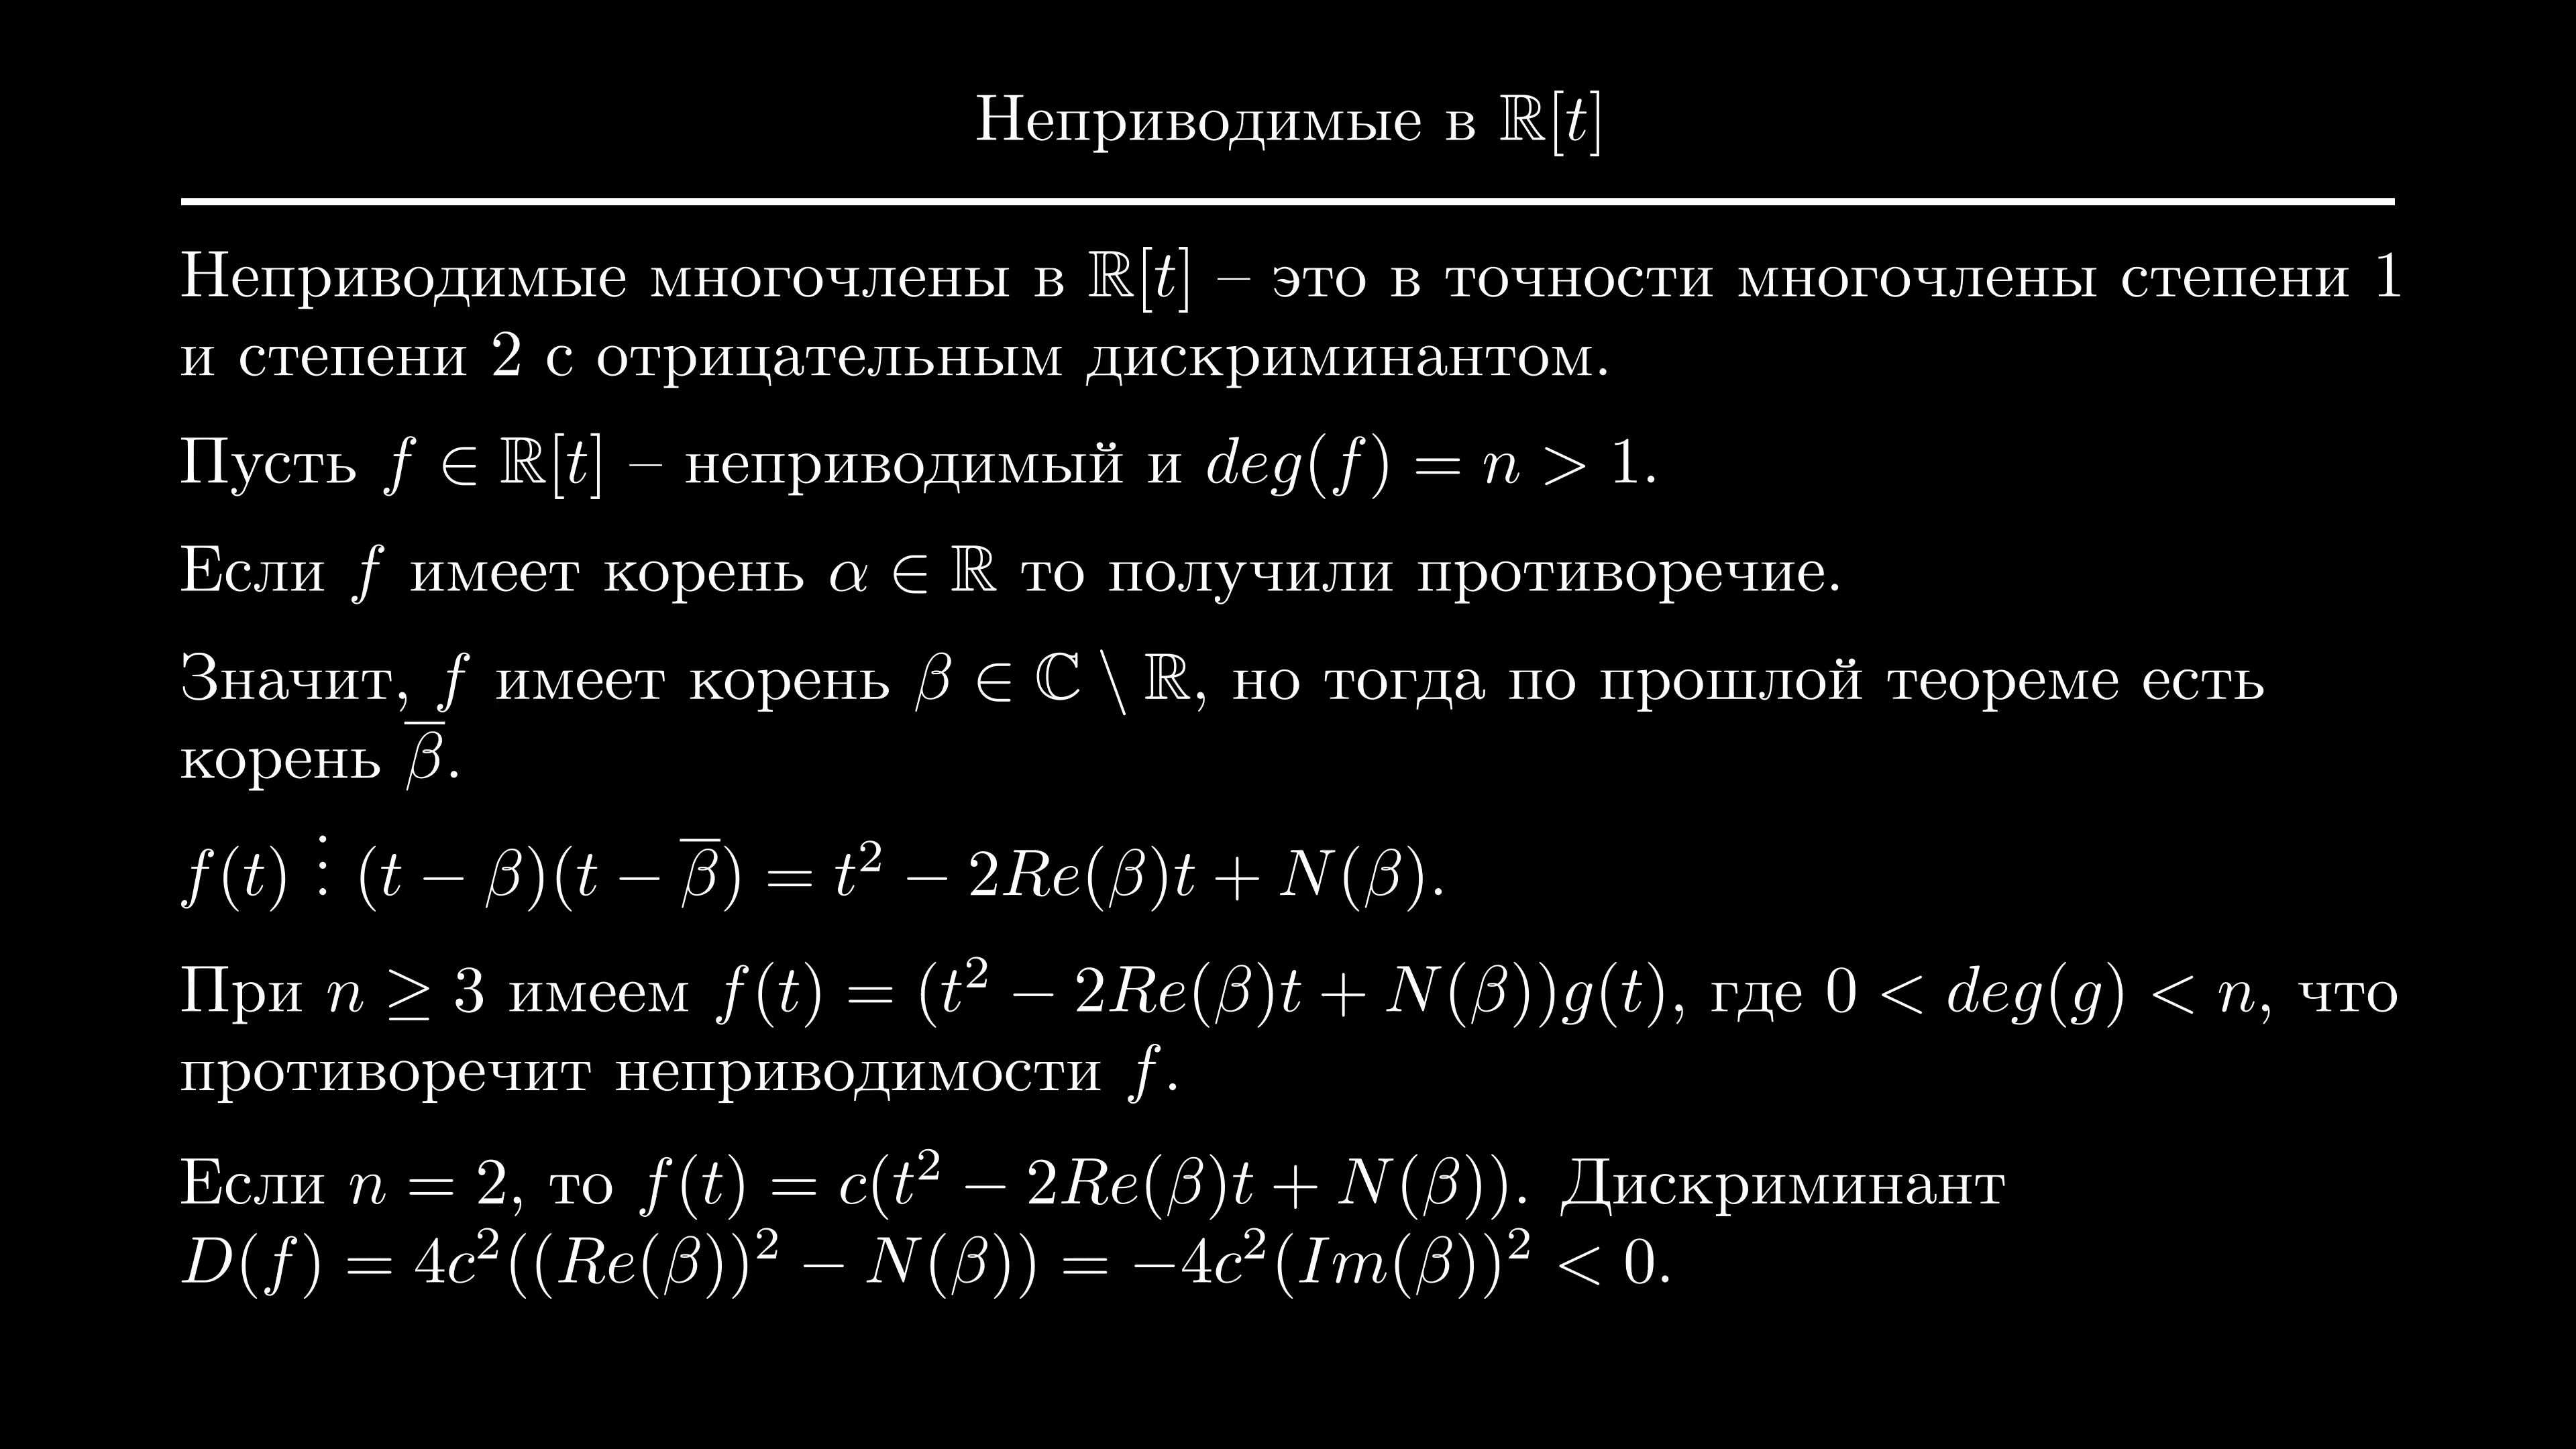 Неприводимые в ℝ[t]
Неприводимые многочлены в ℝ[t] – это в точности многочлены степени 1
и степени 2 с отрицательным дискриминантом.
Пусть f ∈ ℝ[t] – неприводимый и deg(f) = n > 1.
Если f имеет корень α ∈ ℝ то получили противоречие.
Значит, f имеет корень β ∈ ℂ \ ℝ, но тогда по прошлой теореме есть
корень β̅.
f(t) ⋮ (t − β)(t − β̅) = t² − 2Re(β)t + N(β).
При n ≥ 3 имеем f(t) = (t² − 2Re(β)t + N(β))g(t), где 0 < deg(g) < n, что
противоречит неприводимости f.
Если n = 2, то f(t) = c(t² − 2Re(β)t + N(β)). Дискриминант
D(f) = 4c²((Re(β))² − N(β)) = −4c²(Im(β))² < 0.